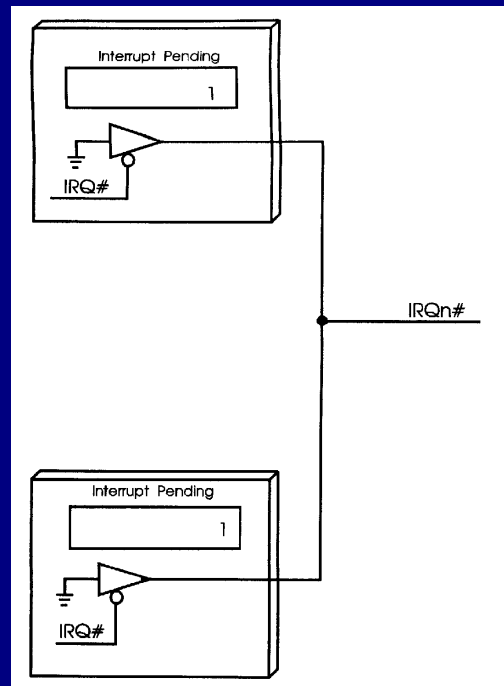 Interrupt Pending
1
IRQ#
IRQn#
Interrupt Pending
1
IRQ#